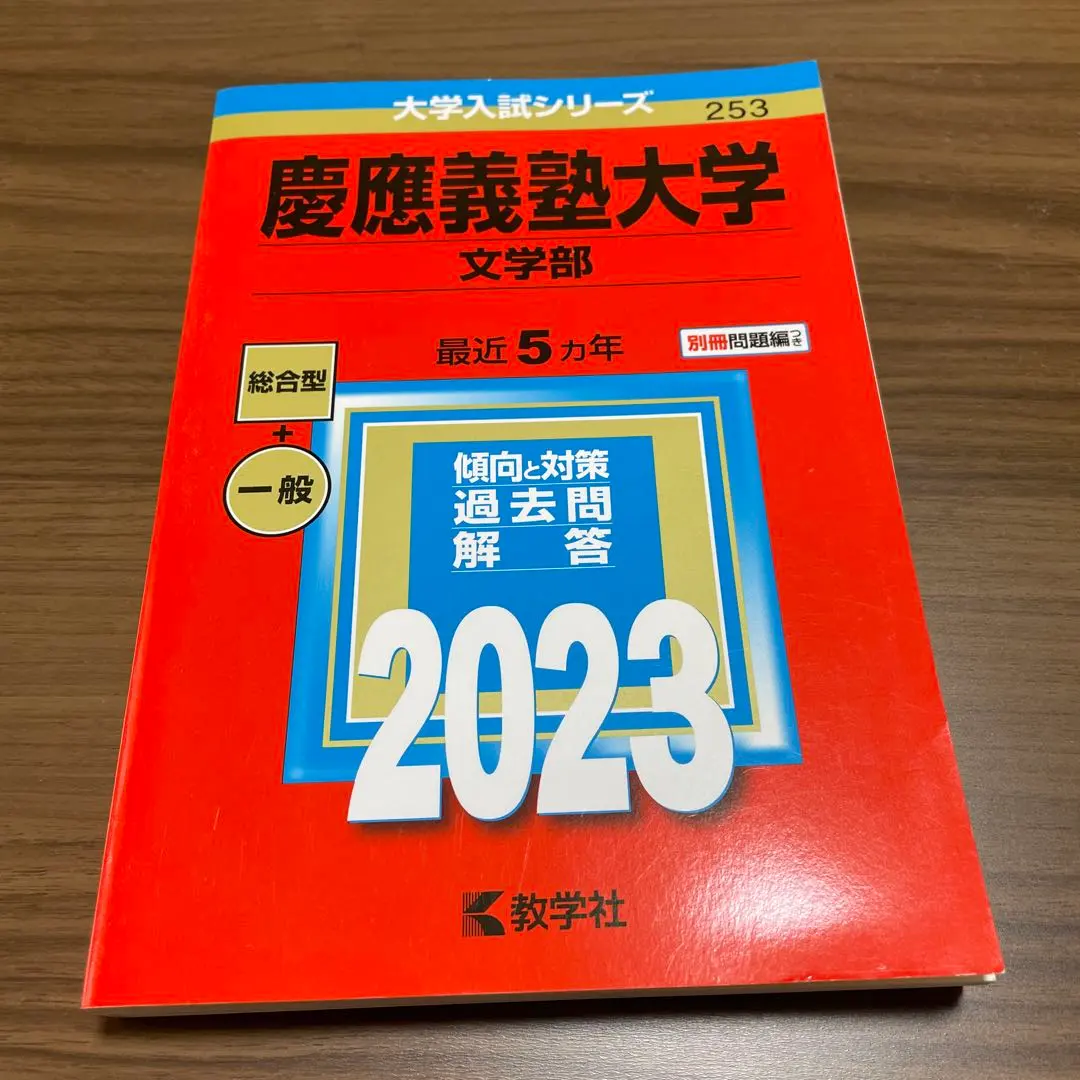 大学入試シリーズ
253
慶應義塾大学
文学部
最近5ヵ年
別冊問題編つき
総合型
+
一般
傾向と対策
過去問
解答
2023
教学社